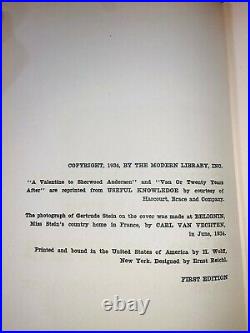 COPYRIGHT, 1934, BY THE MODERN LIBRARY, INC.
"A Valentine to Sherwood Anderson" and "Van Or Twenty Years
After" are reprinted from USEFUL KNOWLEDGE by courtesy of
Harcourt, Brace and Company.
The photograph of Gertrude Stein on the cover was made at BELIGNIN,
Miss Stein's country home in France, by CARL VAN VECHTEN,
in June, 1934.
Printed and bound in the United States of America by H. Wolff,
New York. Designed by Ernst Reichl.
FIRST EDITION